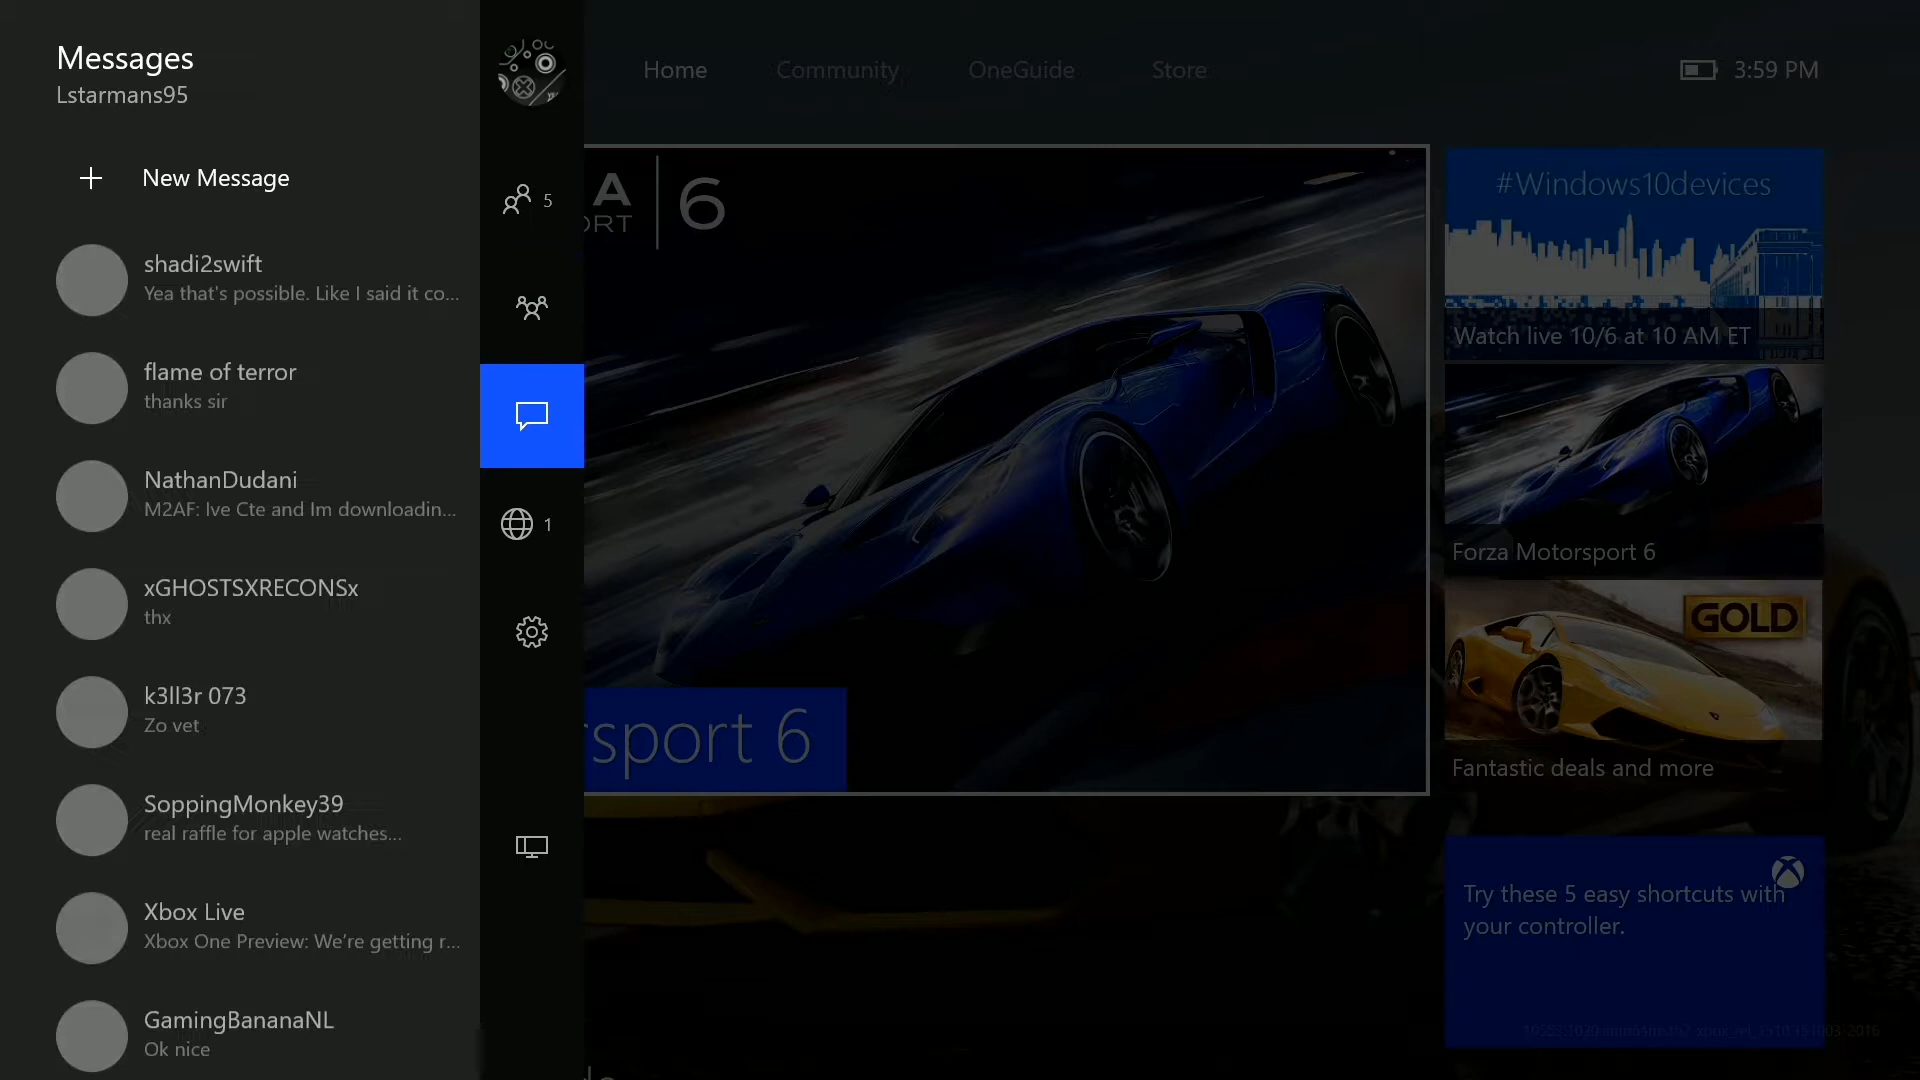 Messages
Lstarmans95
New Message
shadi2swift
Yea that's possible. Like I said it co...
flame of terror
thanks sir
NathanDudani
M2AF: Ive Cte and Im downloadin...
xGHOSTSXRECONSx
thx
k3ll3r 073
Zo vet
SoppingMonkey39
real raffle for apple watches...
Xbox Live
Xbox One Preview: We're getting r...
GamingBananaNL
Ok nice
5
1
Home
Community
OneGuide
Store
3:59 PM
A
ORT
6
sport 6
#Windows10devices
Watch live 10/6 at 10 AM ET
Forza Motorsport 6
GOLD
Fantastic deals and more
Try these 5 easy shortcuts with
your controller.